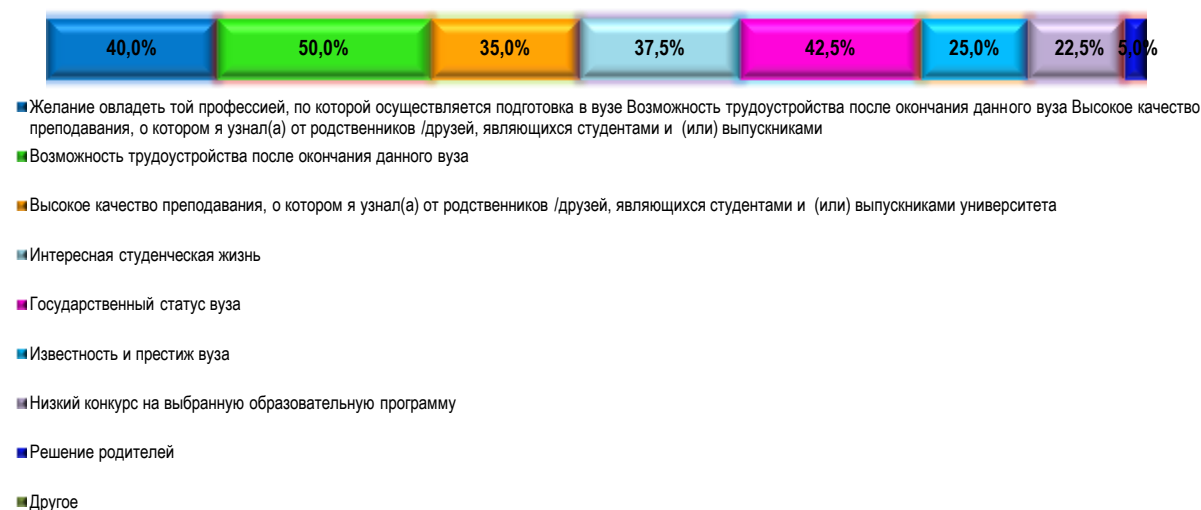 40,0% 50,0% 35,0% 37,5% 42,5% 25,0% 22,5% 5,0%
Желание овладеть той профессией, по которой осуществляется подготовка в вузе Возможность трудоустройства после окончания данного вуза Высокое качество
преподавания, о котором я узнал(а) от родственников /друзей, являющихся студентами и (или) выпускниками
Возможность трудоустройства после окончания данного вуза
Высокое качество преподавания, о котором я узнал(а) от родственников /друзей, являющихся студентами и (или) выпускниками университета
Интересная студенческая жизнь
Государственный статус вуза
Известность и престиж вуза
Низкий конкурс на выбранную образовательную программу
Решение родителей
Другое